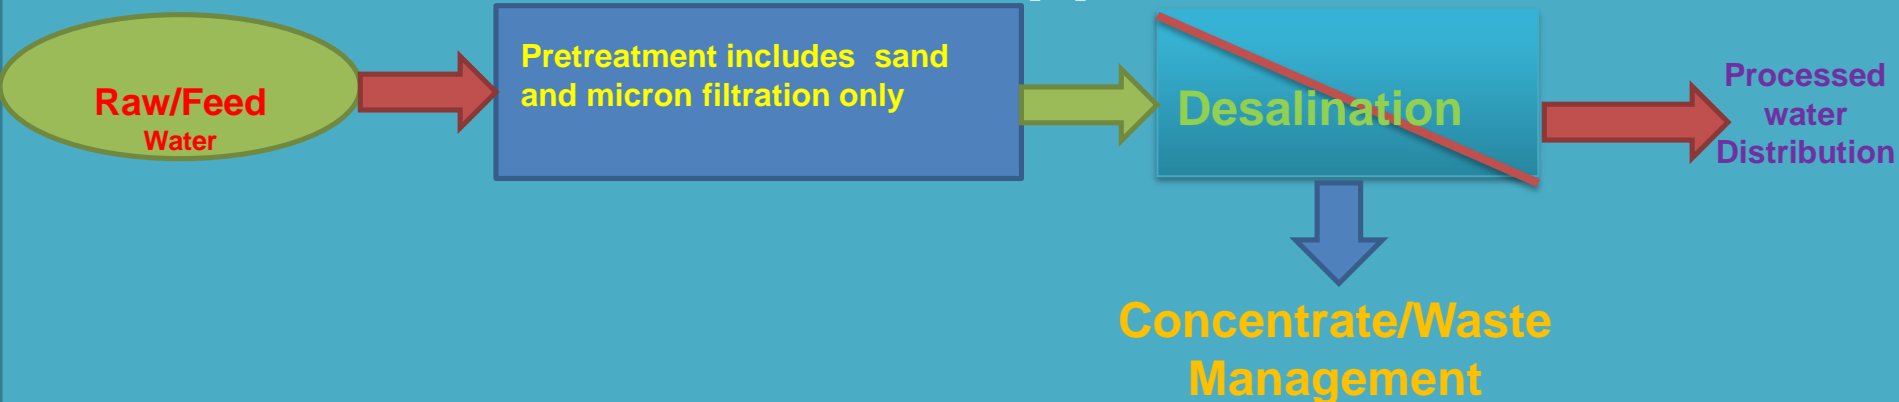 Raw/Feed
Water
Pretreatment includes  sand
and micron filtration only
Desalination
Processed
water
Distribution
Concentrate/Waste
Management